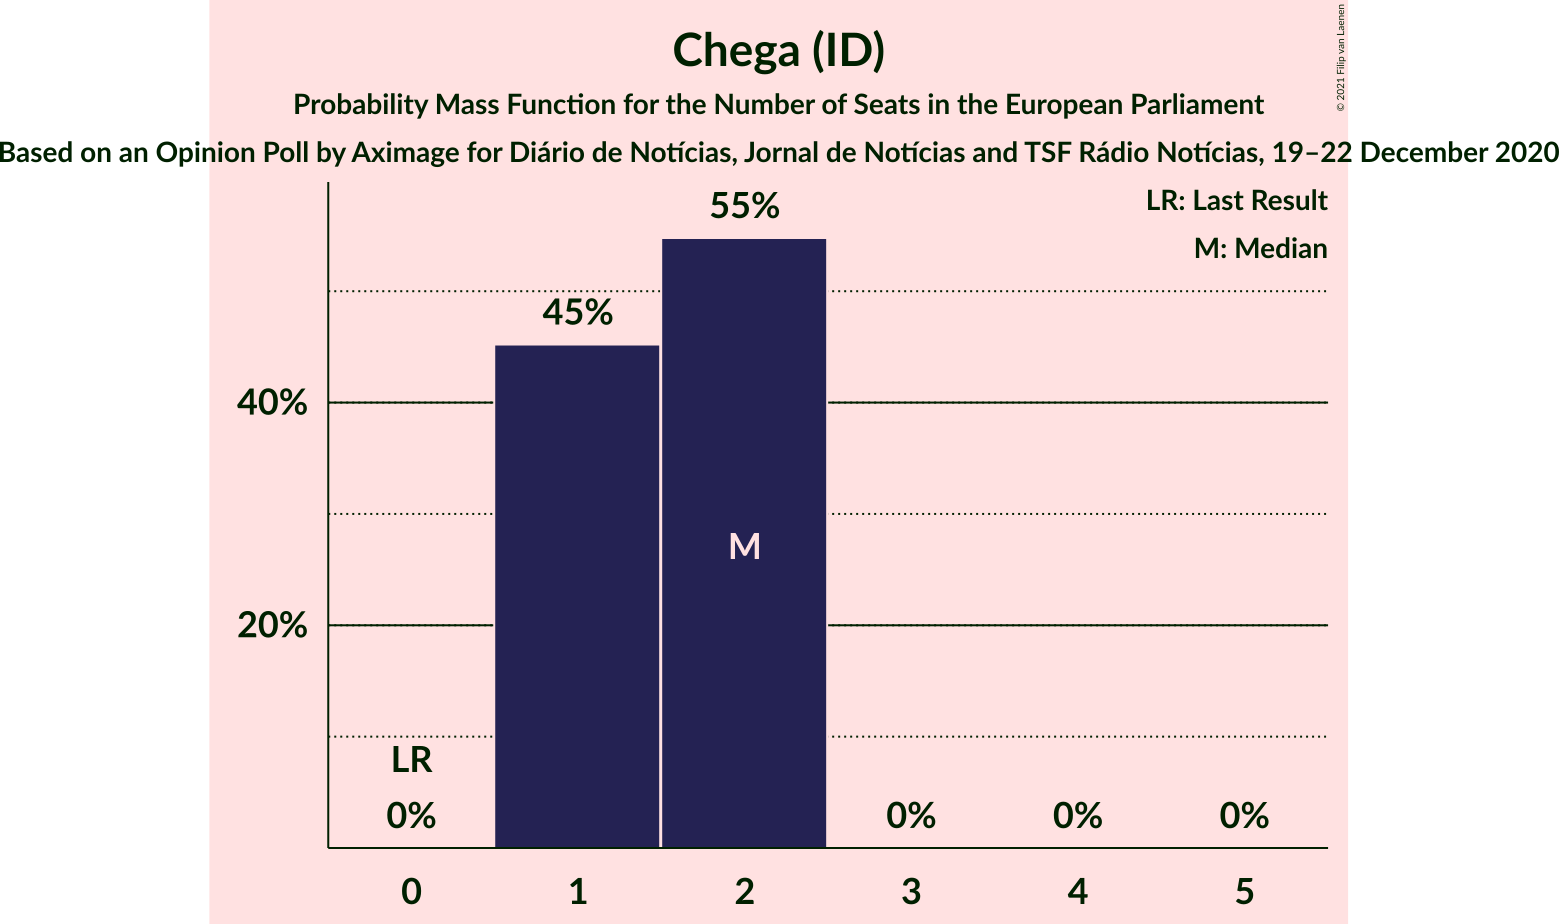 Chega (ID)
Probability Mass Function for the Number of Seats in the European Parliament
Based on an Opinion Poll by Aximage for Diário de Notícias, Jornal de Notícias and TSF Rádio Notícias, 19–22 December 2020
© 2021 Filip van Laenen
LR: Last Result
M: Median
55%
45%
40%
M
20%
LR
0%
0%
0%
0%
0
1
2
3
4
5